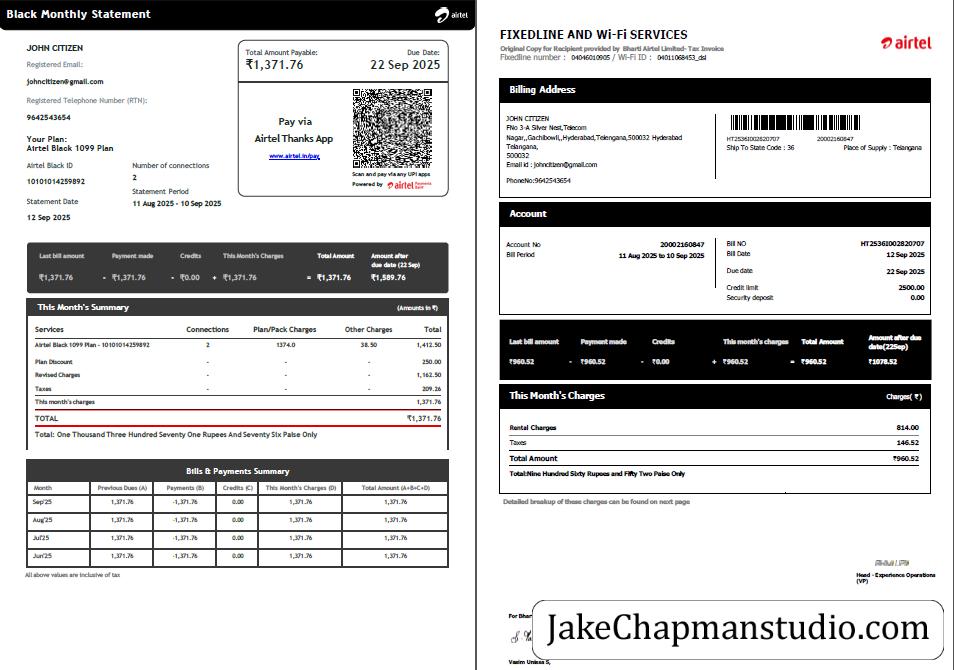 Black Monthly Statement
airtel
JOHN CITIZEN
Registered Email:
johncitizen@gmail.com
Registered Telephone Number (RTN):
9642543654
Your Plan:
Airtel Black 1099 Plan
Airtel Black ID
10101014259892
Number of connections
2
Statement Date
12 Sep 2025
Statement Period
11 Aug 2025 - 10 Sep 2025
Total Amount Payable:
₹1,371.76
Due Date:
22 Sep 2025
Pay via
Airtel Thanks App
www.airtel.in/pay
Scan and pay via any UPI apps
Powered by airtel Payments Bank
Last bill amount Payment made Credits This Month's Charges Total Amount Amount after due date (22 Sep)
₹1,371.76 - ₹1,371.76 - ₹0.00 + ₹1,371.76 = ₹1,371.76 ₹1,589.76
This Month's Summary (Amounts in ₹)
Services Connections Plan/Pack Charges Other Charges Total
Airtel Black 1099 Plan - 10101014259892 2 1374.0 38.50 1,412.50
Plan Discount - - - 250.00
Revised Charges - - - 1,162.50
Taxes - - - 209.26
This month's charges 1,371.76
TOTAL ₹1,371.76
Total: One Thousand Three Hundred Seventy One Rupees And Seventy Six Paise Only
Bills & Payments Summary
Month Previous Dues (A) Payments (B) Credits (C) This Month's Charges (D) Total Amount (A+B+C+D)
Sep'25 1,371.76 -1,371.76 0.00 1,371.76 1,371.76
Aug'25 1,371.76 -1,371.76 0.00 1,371.76 1,371.76
Jul'25 1,371.76 -1,371.76 0.00 1,371.76 1,371.76
Jun'25 1,371.76 -1,371.76 0.00 1,371.76 1,371.76
All above values are inclusive of tax
FIXEDLINE AND Wi-Fi SERVICES
Original Copy for Recipient provided by Bharti Airtel Limited- Tax Invoice
Fixedline number : 04046010905 / Wi-Fi ID : 04011068453_dsl
airtel
Billing Address
JOHN CITIZEN
FNo 3-A Silver Nest,Telecom
Nagar,,Gachibowli,,Hyderabad,Telengana,500032 Hyderabad
Telangana,
500032
Email id : johncitizen@gmail.com
PhoneNo:9642543654
HT25361002820707 20002160847
Ship To State Code : 36 Place of Supply : Telangana
Account
Account No 20002160847
Bill Period 11 Aug 2025 to 10 Sep 2025
Bill NO HT25361002820707
Bill Date 12 Sep 2025
Due date 22 Sep 2025
Credit limit 2500.00
Security deposit 0.00
Last bill amount Payment made Credits This month's charges Total Amount Amount after due date(22Sep)
₹960.52 - ₹960.52 - ₹0.00 + ₹960.52 = ₹960.52 ₹1078.52
This Month's Charges Charges( ₹ )
Rental Charges 814.00
Taxes 146.52
Total Amount ₹960.52
Total:Nine Hundred Sixty Rupees and Fifty Two Paise Only
Detailed breakup of these charges can be found on next page
Head - Experience Operations
(VP)
For Bhar
Vasim Unissa S,
JakeChapmanstudio.com